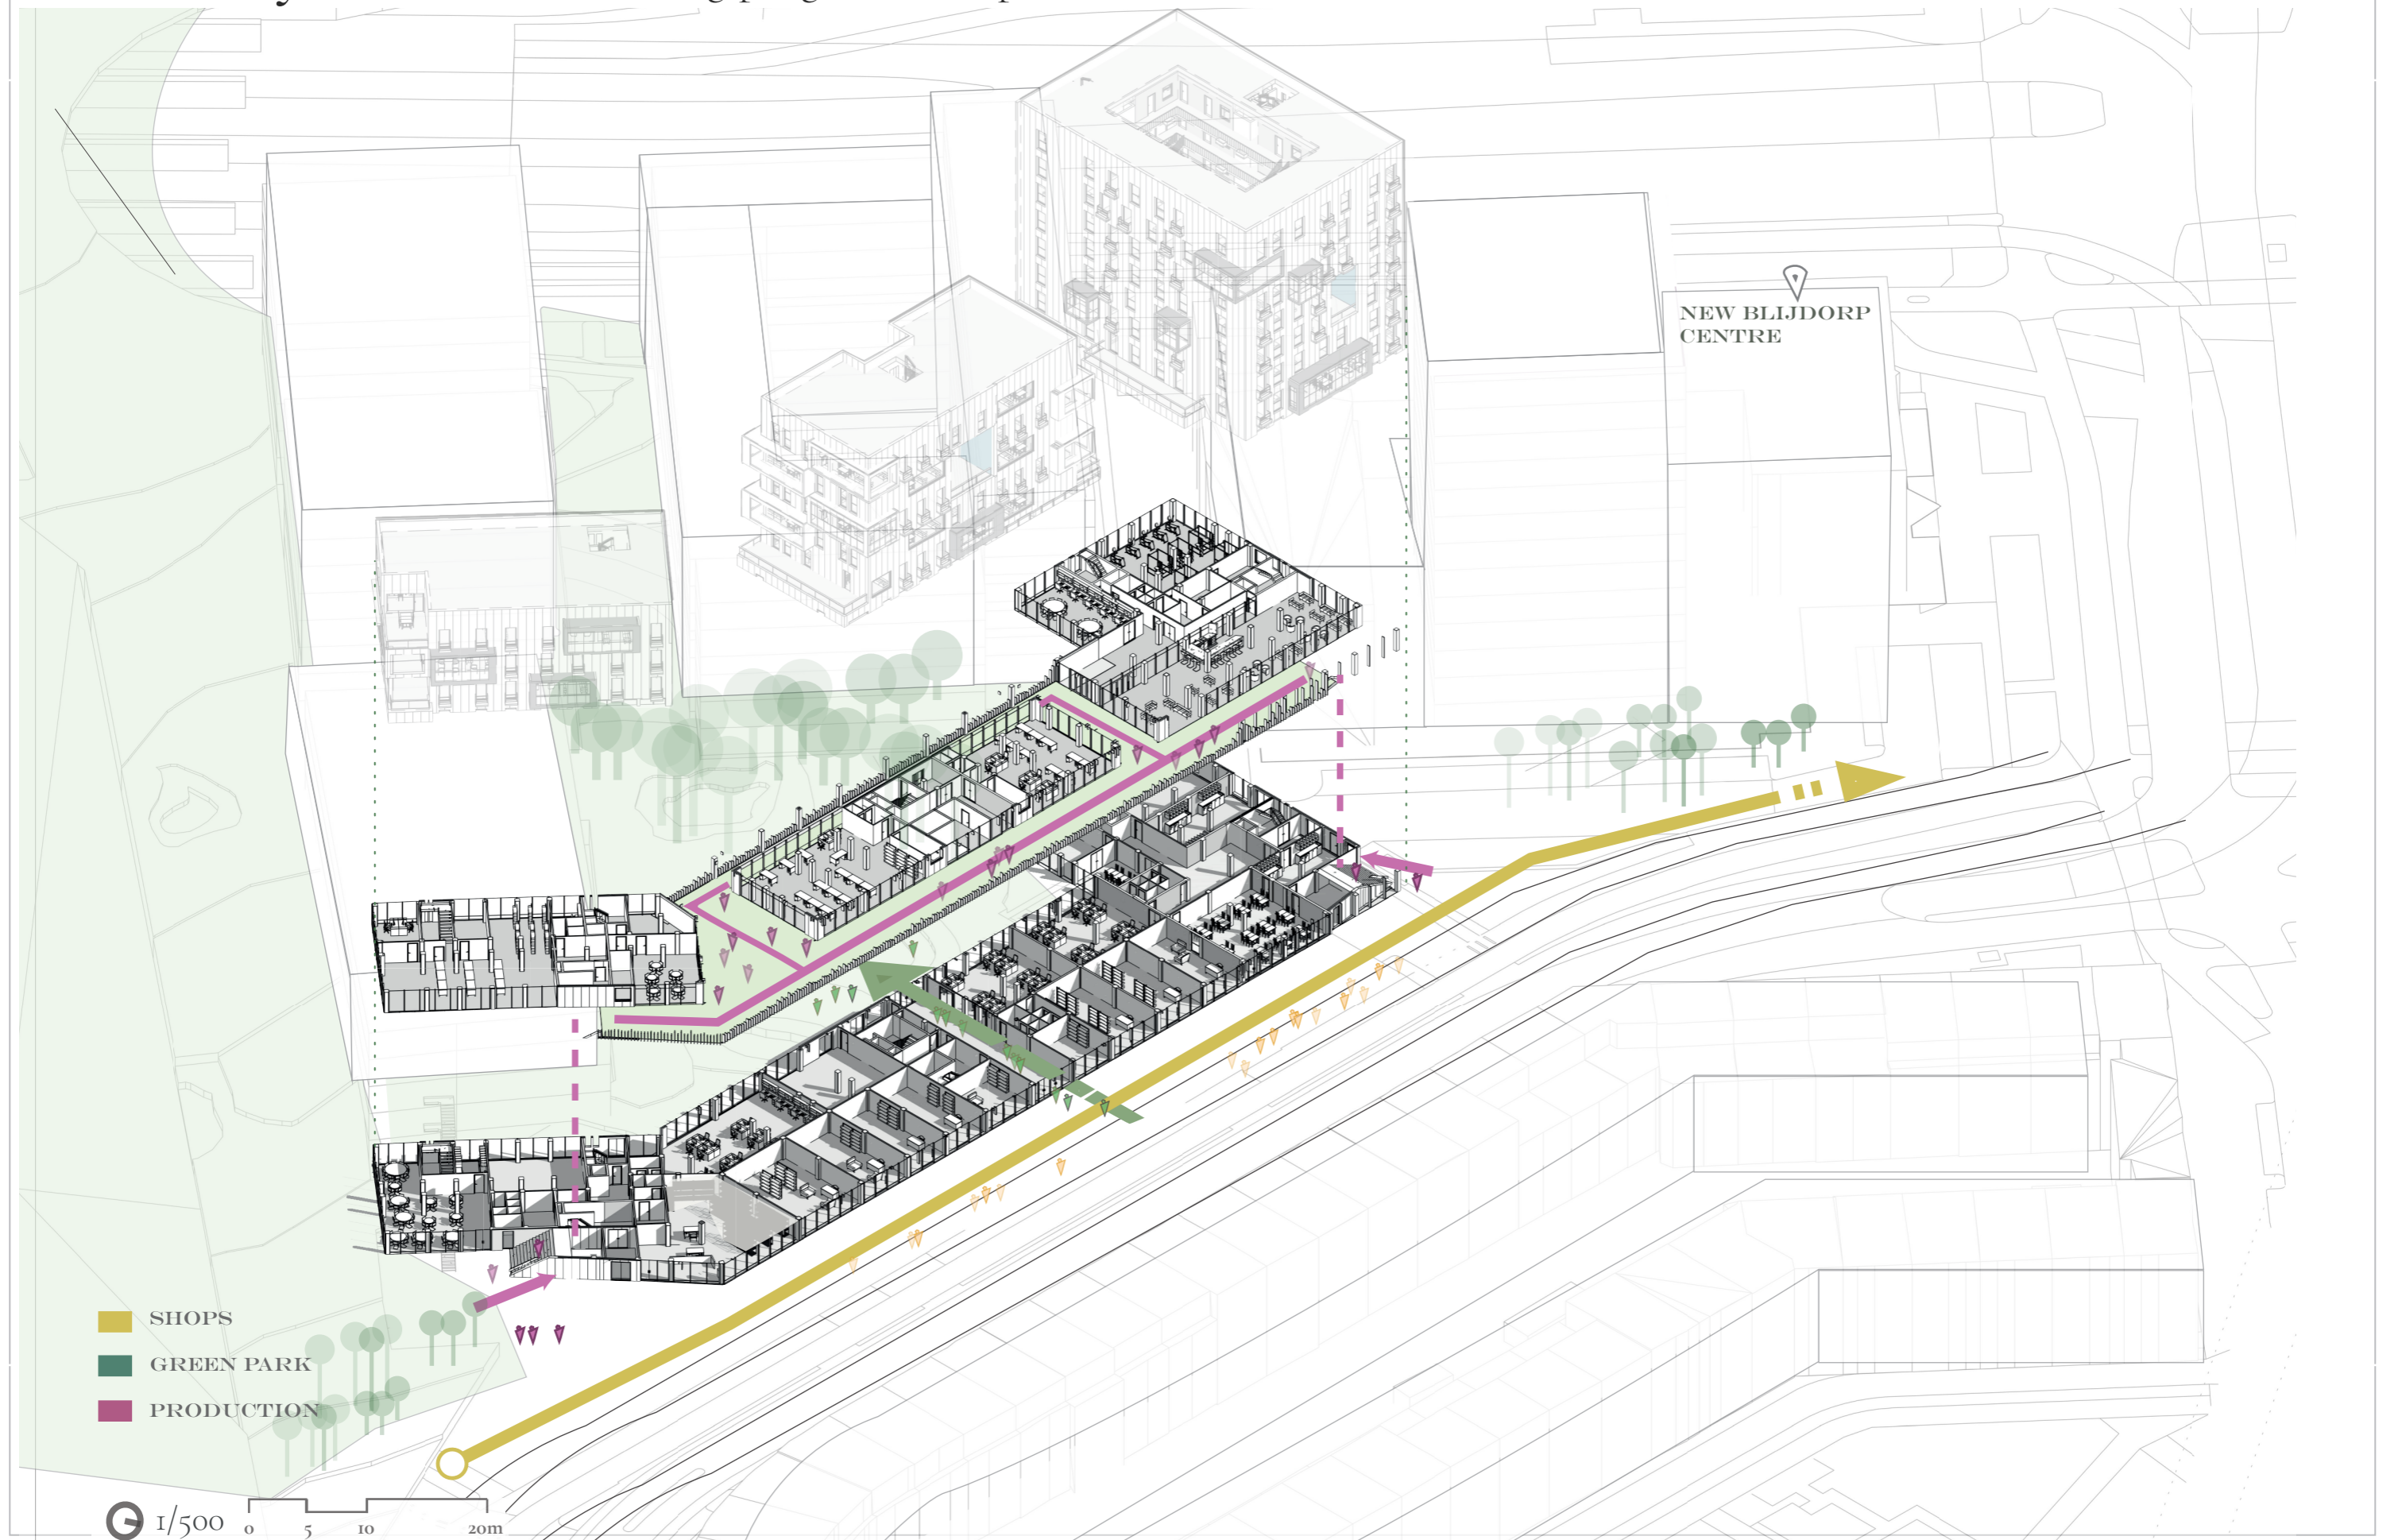 NEW BLIJDORP
CENTRE
SHOPS
GREEN PARK
PRODUCTION
1/500 0 5 10 20m